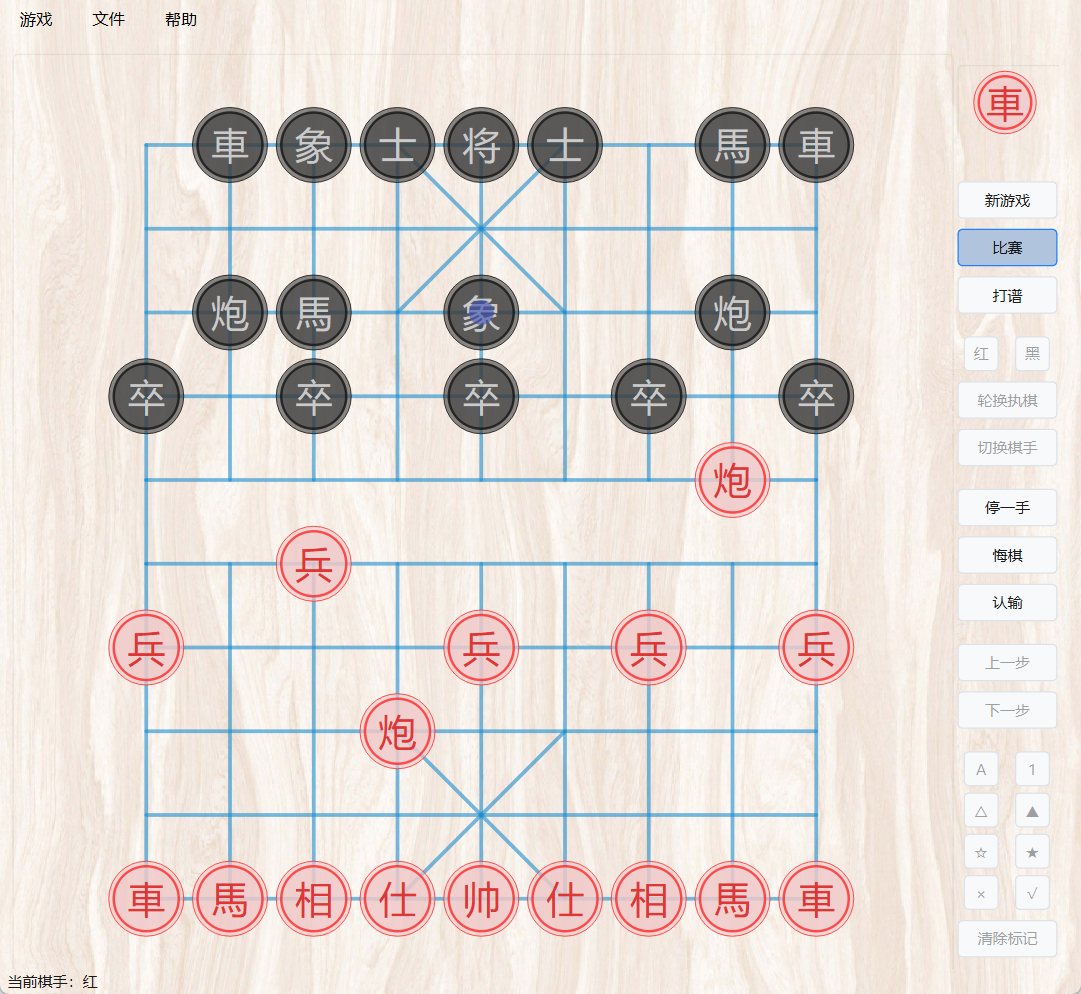 游戏 文件 帮助
車
車 象 士 将 士 馬 車
新游戏
比赛
打谱
炮 馬 象 炮
红 黑
卒 卒 卒 卒 卒
轮换执棋
切换棋手
炮
停一手
兵
悔棋
认输
兵 兵 兵 兵
上一步
下一步
炮
A 1
△ ▲
☆ ★
× √
車 馬 相 仕 帅 仕 相 馬 車
清除标记
当前棋手：红